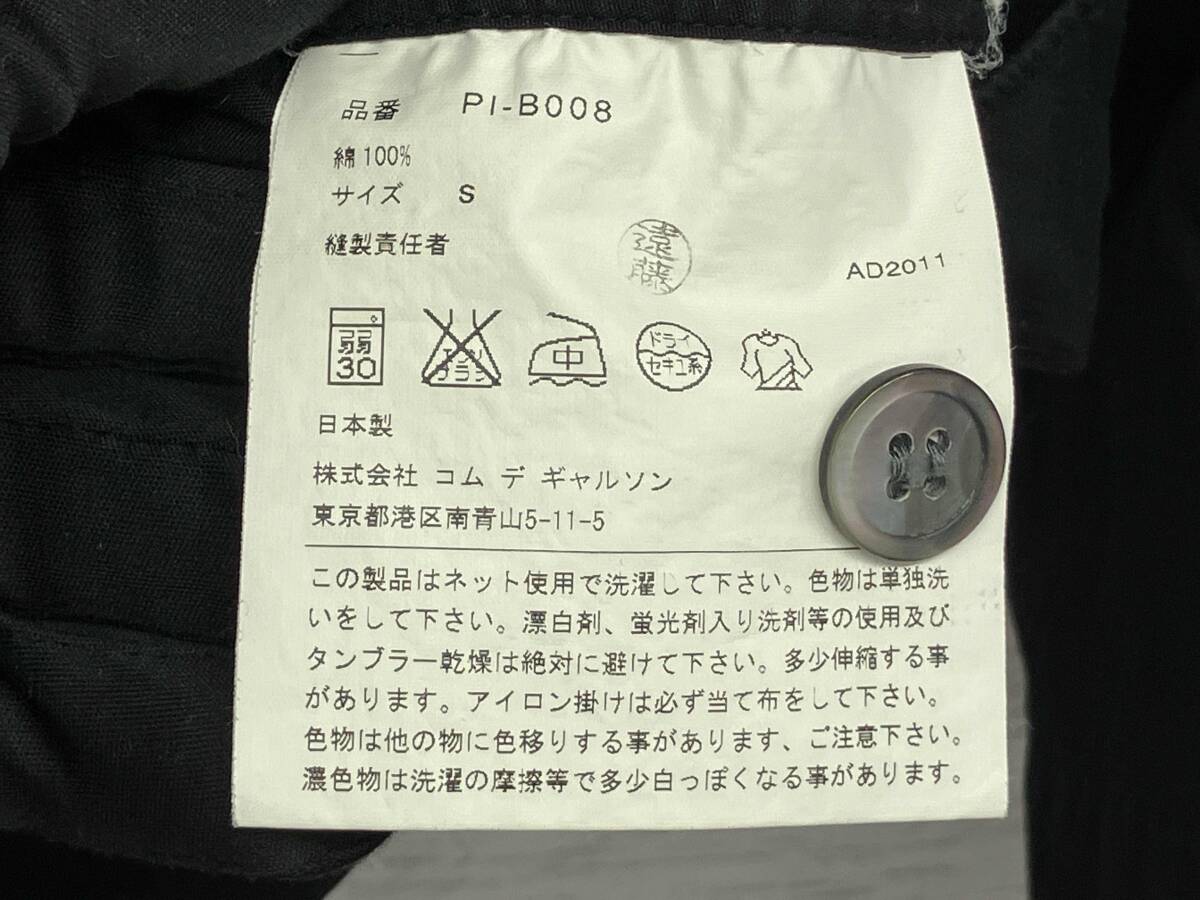 品番 PI-B008
綿100%
サイズ S
縫製責任者
遠藤
AD2011
弱
30
エンソ
サラシ
中
ドライ
セキユ系
日本製
株式会社 コム デ ギャルソン
東京都港区南青山5-11-5
この製品はネット使用で洗濯して下さい。色物は単独洗
いをして下さい。漂白剤、蛍光剤入り洗剤等の使用及び
タンブラー乾燥は絶対に避けて下さい。多少伸縮する事
があります。アイロン掛けは必ず当て布をして下さい。
色物は他の物に色移りする事があります、ご注意下さい。
濃色物は洗濯の摩擦等で多少白っぽくなる事があります。